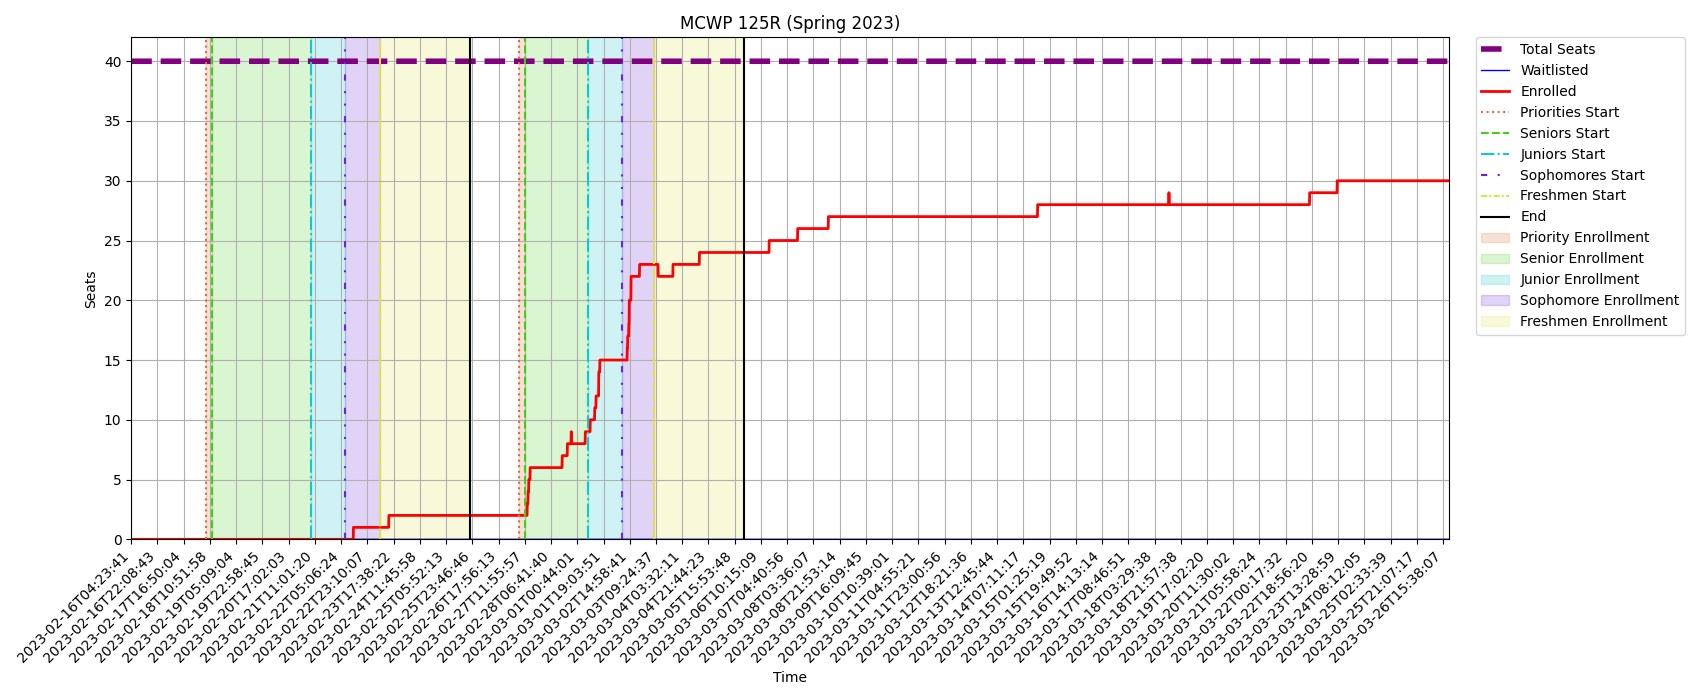 MCWP 125R (Spring 2023)
40
35
30
25
20
15
10
5
0
Seats
2023-02-16T04:23:41
2023-02-16T22:08:43
2023-02-17T16:50:04
2023-02-18T10:51:58
2023-02-19T05:09:04
2023-02-19T22:58:45
2023-02-20T17:02:03
2023-02-21T11:01:20
2023-02-22T05:06:24
2023-02-22T23:10:07
2023-02-23T17:38:22
2023-02-24T11:45:58
2023-02-25T05:52:13
2023-02-25T23:46:46
2023-02-26T17:56:13
2023-02-27T11:55:57
2023-02-28T06:41:40
2023-03-01T00:44:01
2023-03-01T19:03:51
2023-03-02T14:58:41
2023-03-03T09:24:37
2023-03-04T03:32:11
2023-03-04T21:44:23
2023-03-05T15:53:48
2023-03-06T10:15:09
2023-03-07T04:40:56
2023-03-08T03:36:07
2023-03-08T21:53:14
2023-03-09T16:09:45
2023-03-10T10:39:01
2023-03-11T04:55:21
2023-03-11T23:00:56
2023-03-12T18:21:36
2023-03-13T12:45:44
2023-03-14T07:11:17
2023-03-15T01:25:19
2023-03-15T19:49:52
2023-03-16T14:13:14
2023-03-17T08:46:51
2023-03-18T03:29:38
2023-03-18T21:57:38
2023-03-19T17:02:20
2023-03-20T11:30:02
2023-03-21T05:58:24
2023-03-22T00:17:32
2023-03-22T18:56:20
2023-03-23T13:28:59
2023-03-24T08:12:05
2023-03-25T02:33:39
2023-03-25T21:07:17
2023-03-26T15:38:07
Time
Total Seats
Waitlisted
Enrolled
Priorities Start
Seniors Start
Juniors Start
Sophomores Start
Freshmen Start
End
Priority Enrollment
Senior Enrollment
Junior Enrollment
Sophomore Enrollment
Freshmen Enrollment